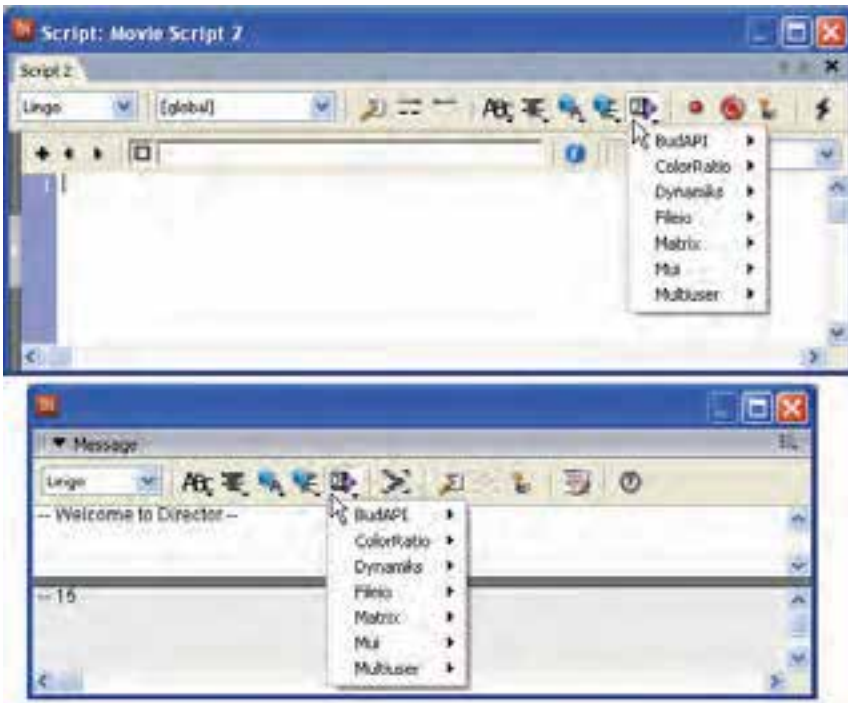 Script: Movie Script 2
Script 2
Lingo [global]
BudAPI
ColorRatio
Dynamiks
Fileio
Matrix
Mui
Multiuser
1
Message
Lingo
-- Welcome to Director --
BudAPI
ColorRatio
Dynamiks
Fileio
Matrix
Mui
Multiuser
-- 15